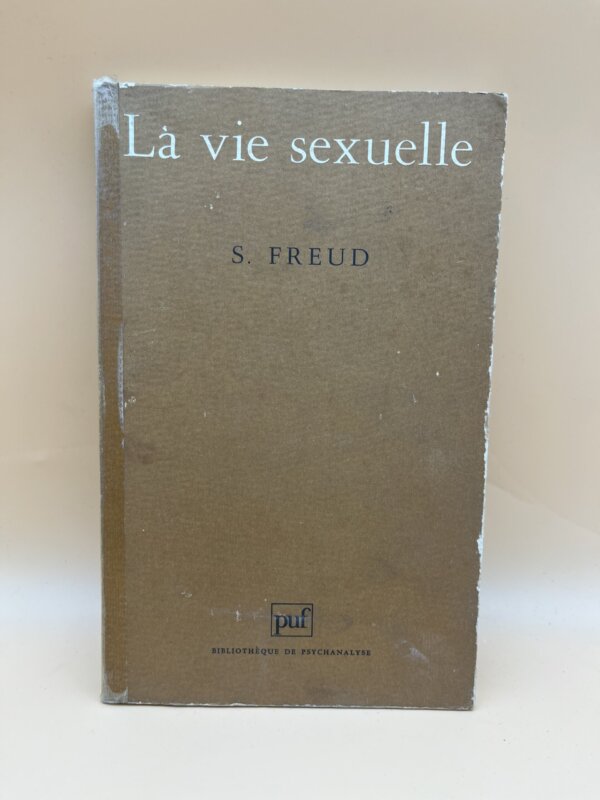 La vie sexuelle
S. FREUD
puf
BIBLIOTHÈQUE DE PSYCHANALYSE